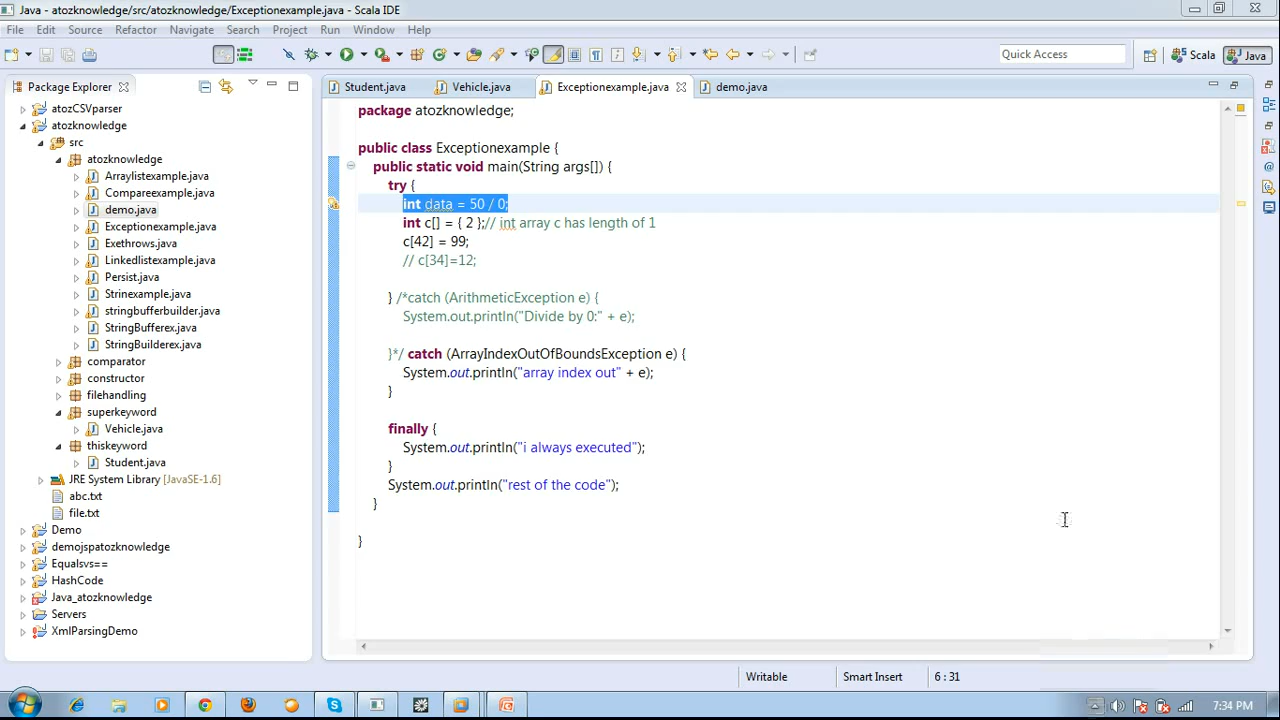 Java - atozknowledge/src/atozknowledge/Exceptionexample.java - Scala IDE
File Edit Source Refactor Navigate Search Project Run Window Help
Quick Access
Scala
Java
Package Explorer
atozCSVparser
atozknowledge
src
atozknowledge
Arraylistexample.java
Compareexample.java
demo.java
Exceptionexample.java
Exethrows.java
Linkedlistexample.java
Persist.java
Strinexample.java
stringbufferbuilder.java
StringBufferex.java
StringBuilderex.java
comparator
constructor
filehandling
superkeyword
Vehicle.java
thiskeyword
Student.java
JRE System Library [JavaSE-1.6]
abc.txt
file.txt
Demo
demojspatozknowledge
Equalsvs==
HashCode
Java_atozknowledge
Servers
XmlParsingDemo
Student.java Vehicle.java Exceptionexample.java demo.java
package atozknowledge;
public class Exceptionexample {
public static void main(String args[]) {
try {
int data = 50 / 0;
int c[] = { 2 };// int array c has length of 1
c[42] = 99;
// c[34]=12;
} /*catch (ArithmeticException e) {
System.out.println("Divide by 0:" + e);
}*/ catch (ArrayIndexOutOfBoundsException e) {
System.out.println("array index out" + e);
}
finally {
System.out.println("i always executed");
}
System.out.println("rest of the code");
}
}
Writable Smart Insert 6 : 31
7:34 PM